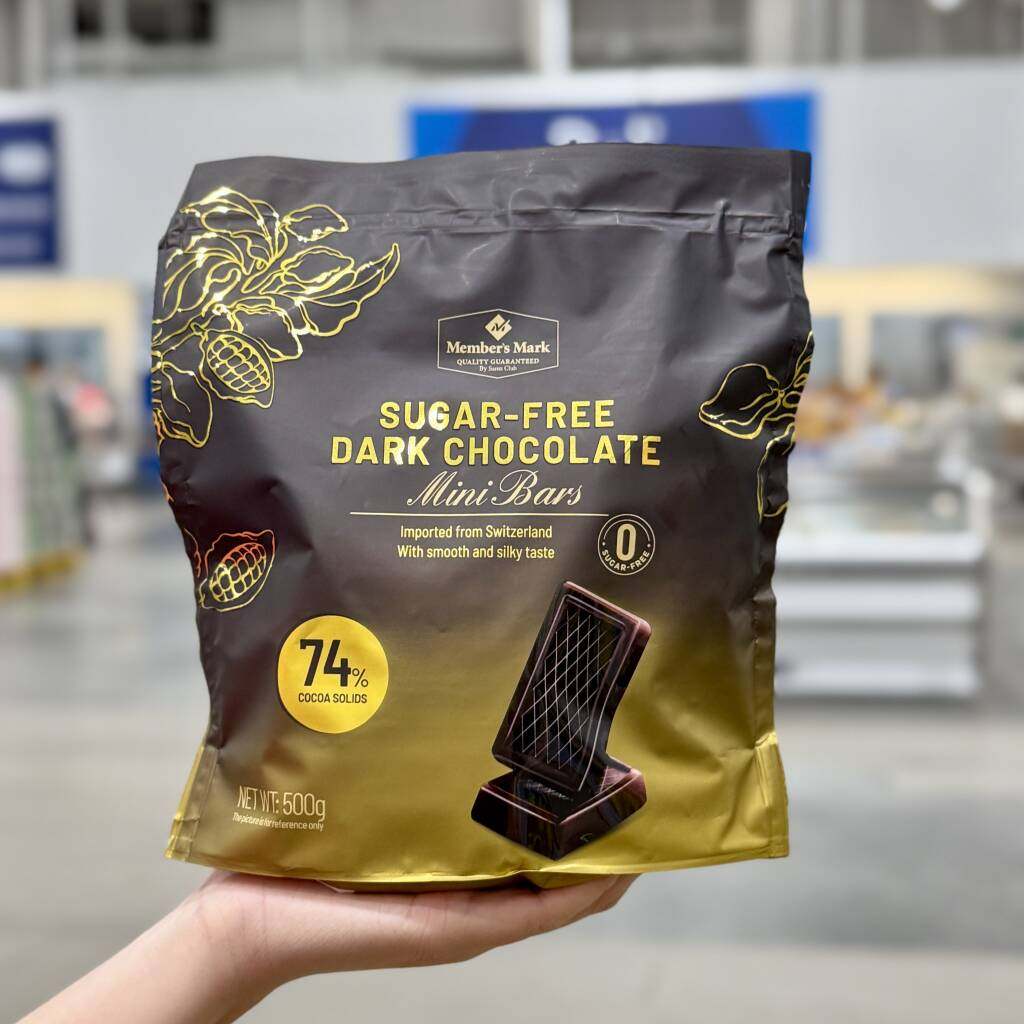 Member's Mark
QUALITY GUARANTEED
By Sam's Club
SUGAR-FREE
DARK CHOCOLATE
Mini Bars
Imported from Switzerland
With smooth and silky taste
0
SUGAR-FREE
74%
COCOA SOLIDS
NET WT: 500g
The picture is for reference only